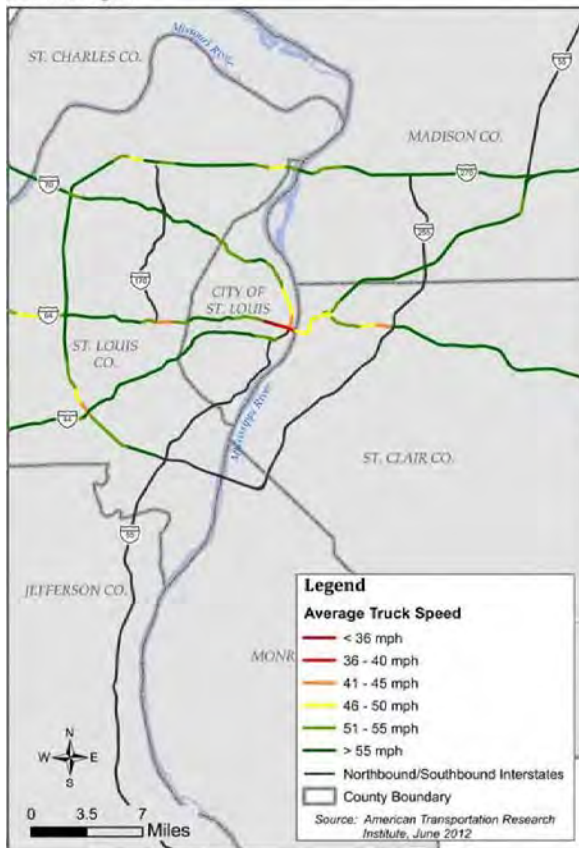 55
ST. CHARLES CO.
Missouri River
MADISON CO.
270
70
255
170
CITY OF
ST. LOUIS
64
ST. LOUIS
CO.
44
Mississippi River
ST. CLAIR CO.
55
JEFFERSON CO.
MONR
Legend
Average Truck Speed
< 36 mph
36 - 40 mph
41 - 45 mph
46 - 50 mph
51 - 55 mph
> 55 mph
Northbound/Southbound Interstates
County Boundary
Source: American Transportation Research
Institute, June 2012
N
W E
S
0 3.5 7
Miles